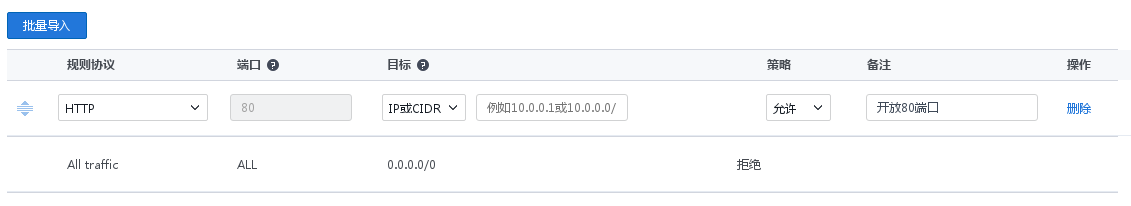 批量导入
规则协议 端口 ? 目标 ? 策略 备注 操作
HTTP 80 IP或CIDR 例如10.0.0.1或10.0.0.0/ 允许 开放80端口 删除
All traffic ALL 0.0.0.0/0 拒绝